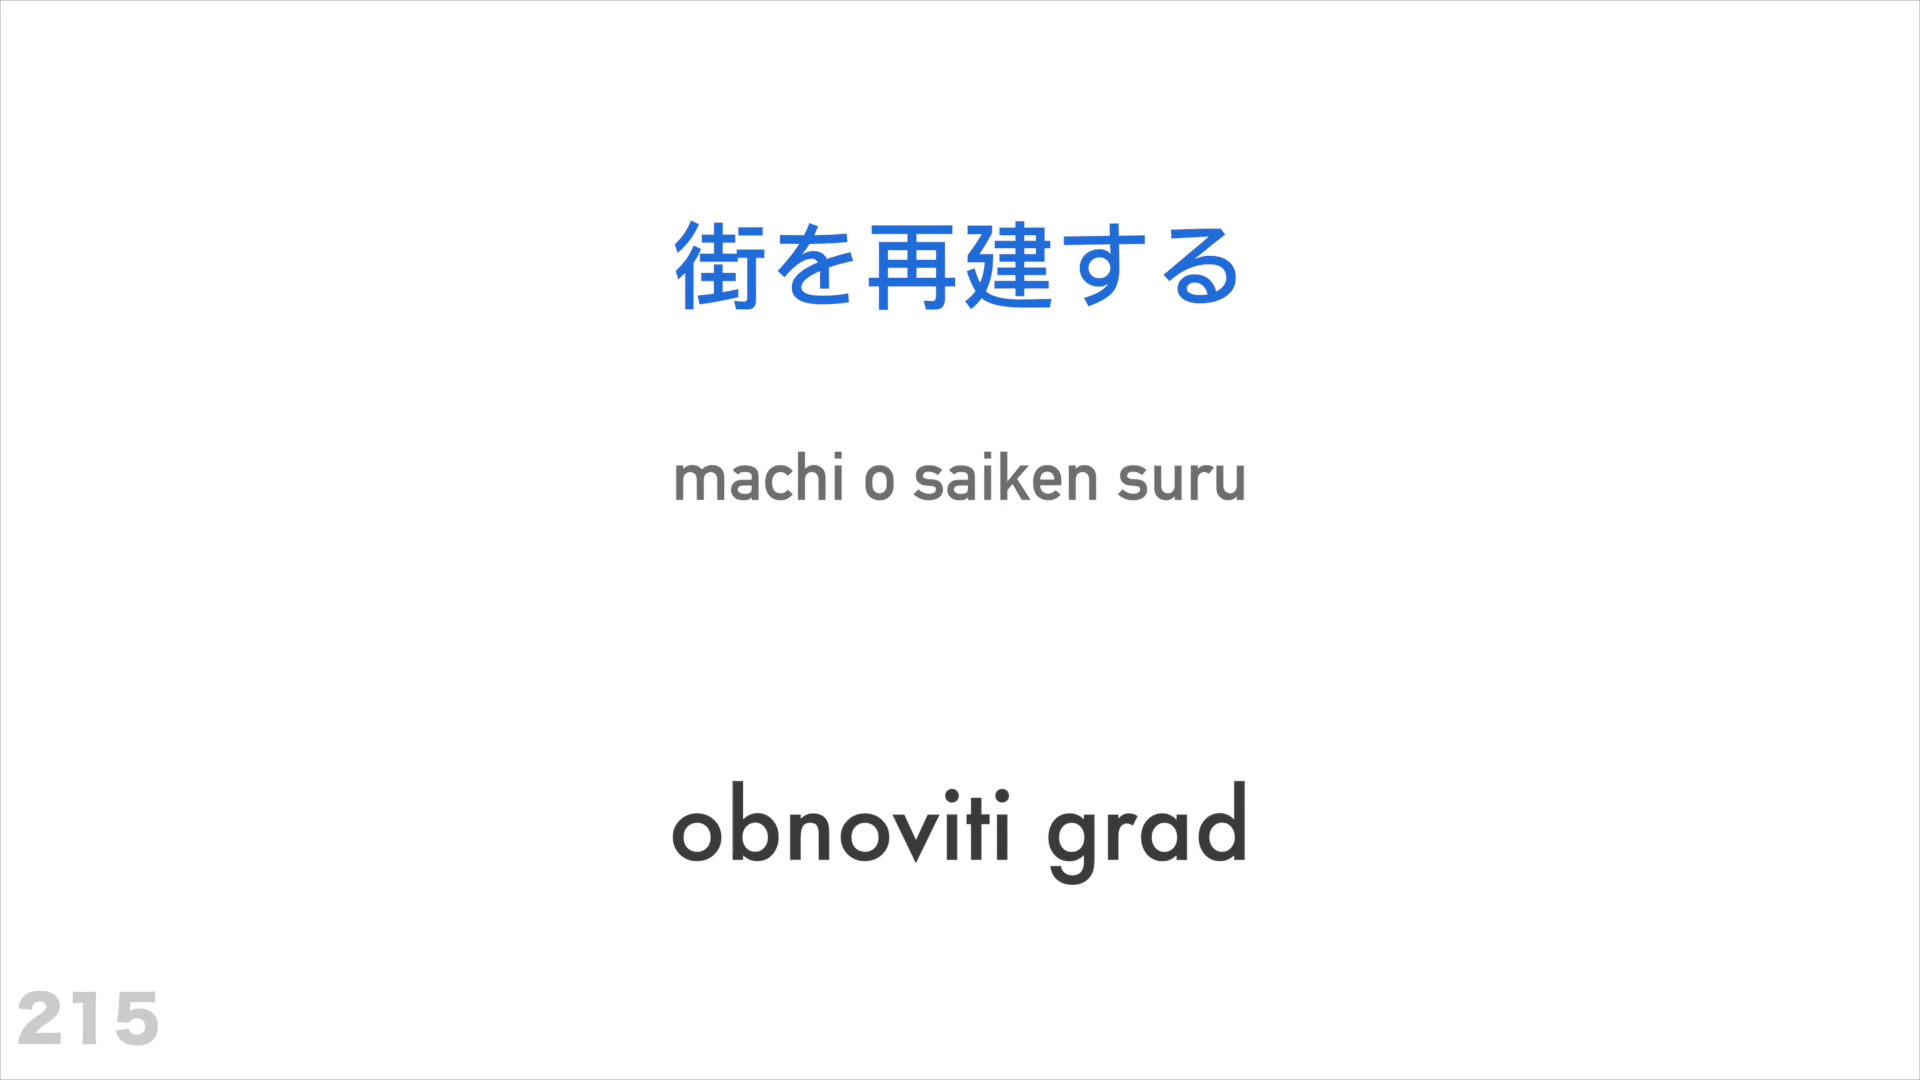 街を再建する
machi o saiken suru
obnoviti grad
215